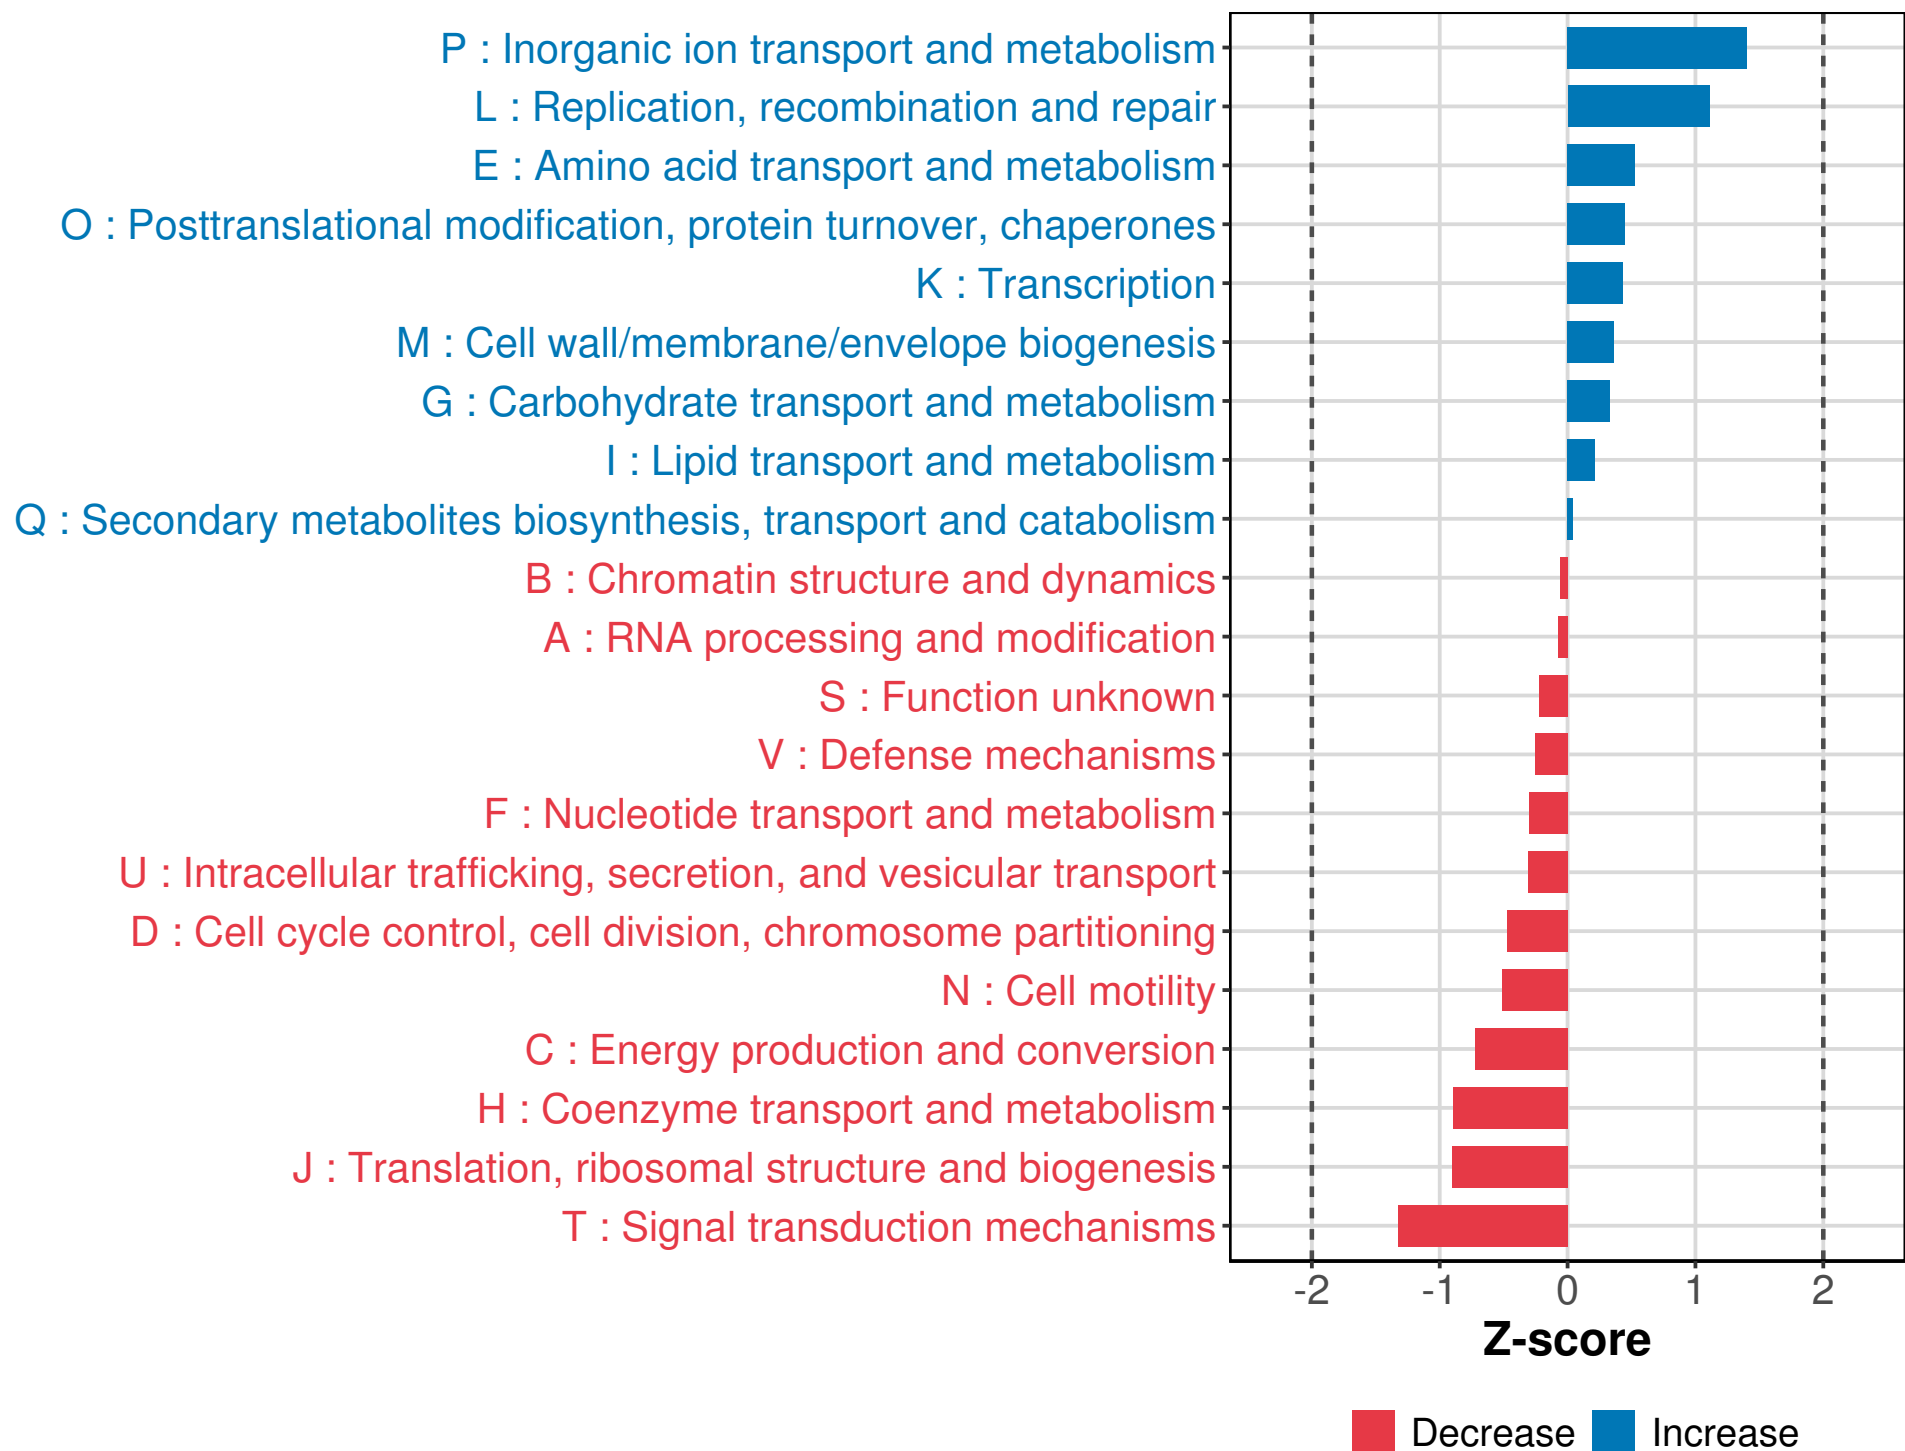 P : Inorganic ion transport and metabolism
L : Replication, recombination and repair
E : Amino acid transport and metabolism
O : Posttranslational modification, protein turnover, chaperones
K : Transcription
M : Cell wall/membrane/envelope biogenesis
G : Carbohydrate transport and metabolism
I : Lipid transport and metabolism
Q : Secondary metabolites biosynthesis, transport and catabolism
B : Chromatin structure and dynamics
A : RNA processing and modification
S : Function unknown
V : Defense mechanisms
F : Nucleotide transport and metabolism
U : Intracellular trafficking, secretion, and vesicular transport
D : Cell cycle control, cell division, chromosome partitioning
N : Cell motility
C : Energy production and conversion
H : Coenzyme transport and metabolism
J : Translation, ribosomal structure and biogenesis
T : Signal transduction mechanisms
-2 -1 0 1 2
Z-score
Decrease Increase